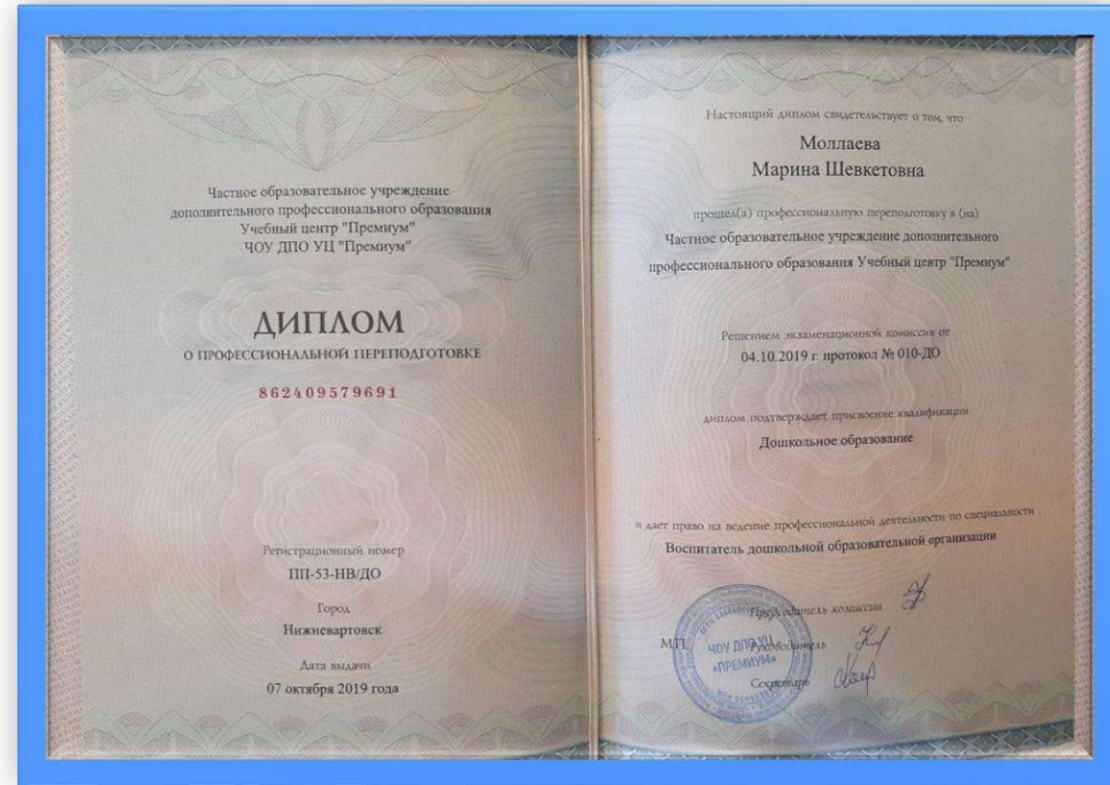 Частное образовательное учреждение
дополнительного профессионального образования
Учебный центр "Премиум"
ЧОУ ДПО УЦ "Премиум"
ДИПЛОМ
О ПРОФЕССИОНАЛЬНОЙ ПЕРЕПОДГОТОВКЕ
862409579691
Регистрационный номер
ПП-53-НВ/ДО
Город
Нижневартовск
Дата выдачи
07 октября 2019 года
Настоящий диплом свидетельствует о том, что
Моллаева
Марина Шевкетовна
прошел(а) профессиональную переподготовку в (на)
Частное образовательное учреждение дополнительного
профессионального образования Учебный центр "Премиум"
Решением экзаменационной комиссии от
04.10.2019 г. протокол № 010-ДО
диплом подтверждает присвоение квалификации
Дошкольное образование
и дает право на ведение профессиональной деятельности по специальности
Воспитатель дошкольной образовательной организации
Председатель комиссии
М.П. Руководитель
Секретарь
ЧОУ ДПО УЦ
«ПРЕМИУМ»